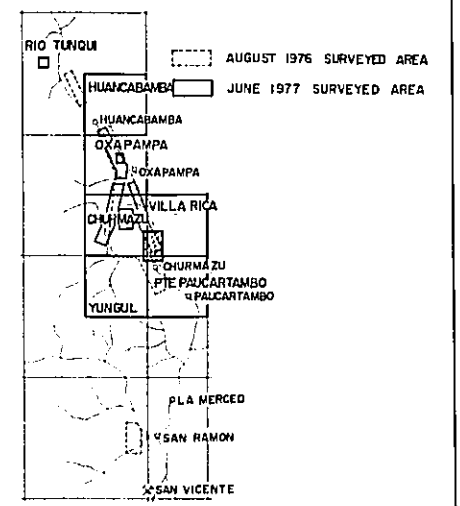 RIO TUNQUI
AUGUST 1976 SURVEYED AREA
HUANCABAMBA
JUNE 1977 SURVEYED AREA
HUANCABAMBA
OXAPAMPA
OXAPAMPA
VILLA RICA
CHURMAZU
CHURMAZU
PTE PAUCARTAMBO
PAUCARTAMBO
YUNGUL
PLA MERCED
SAN RAMON
SAN VICENTE